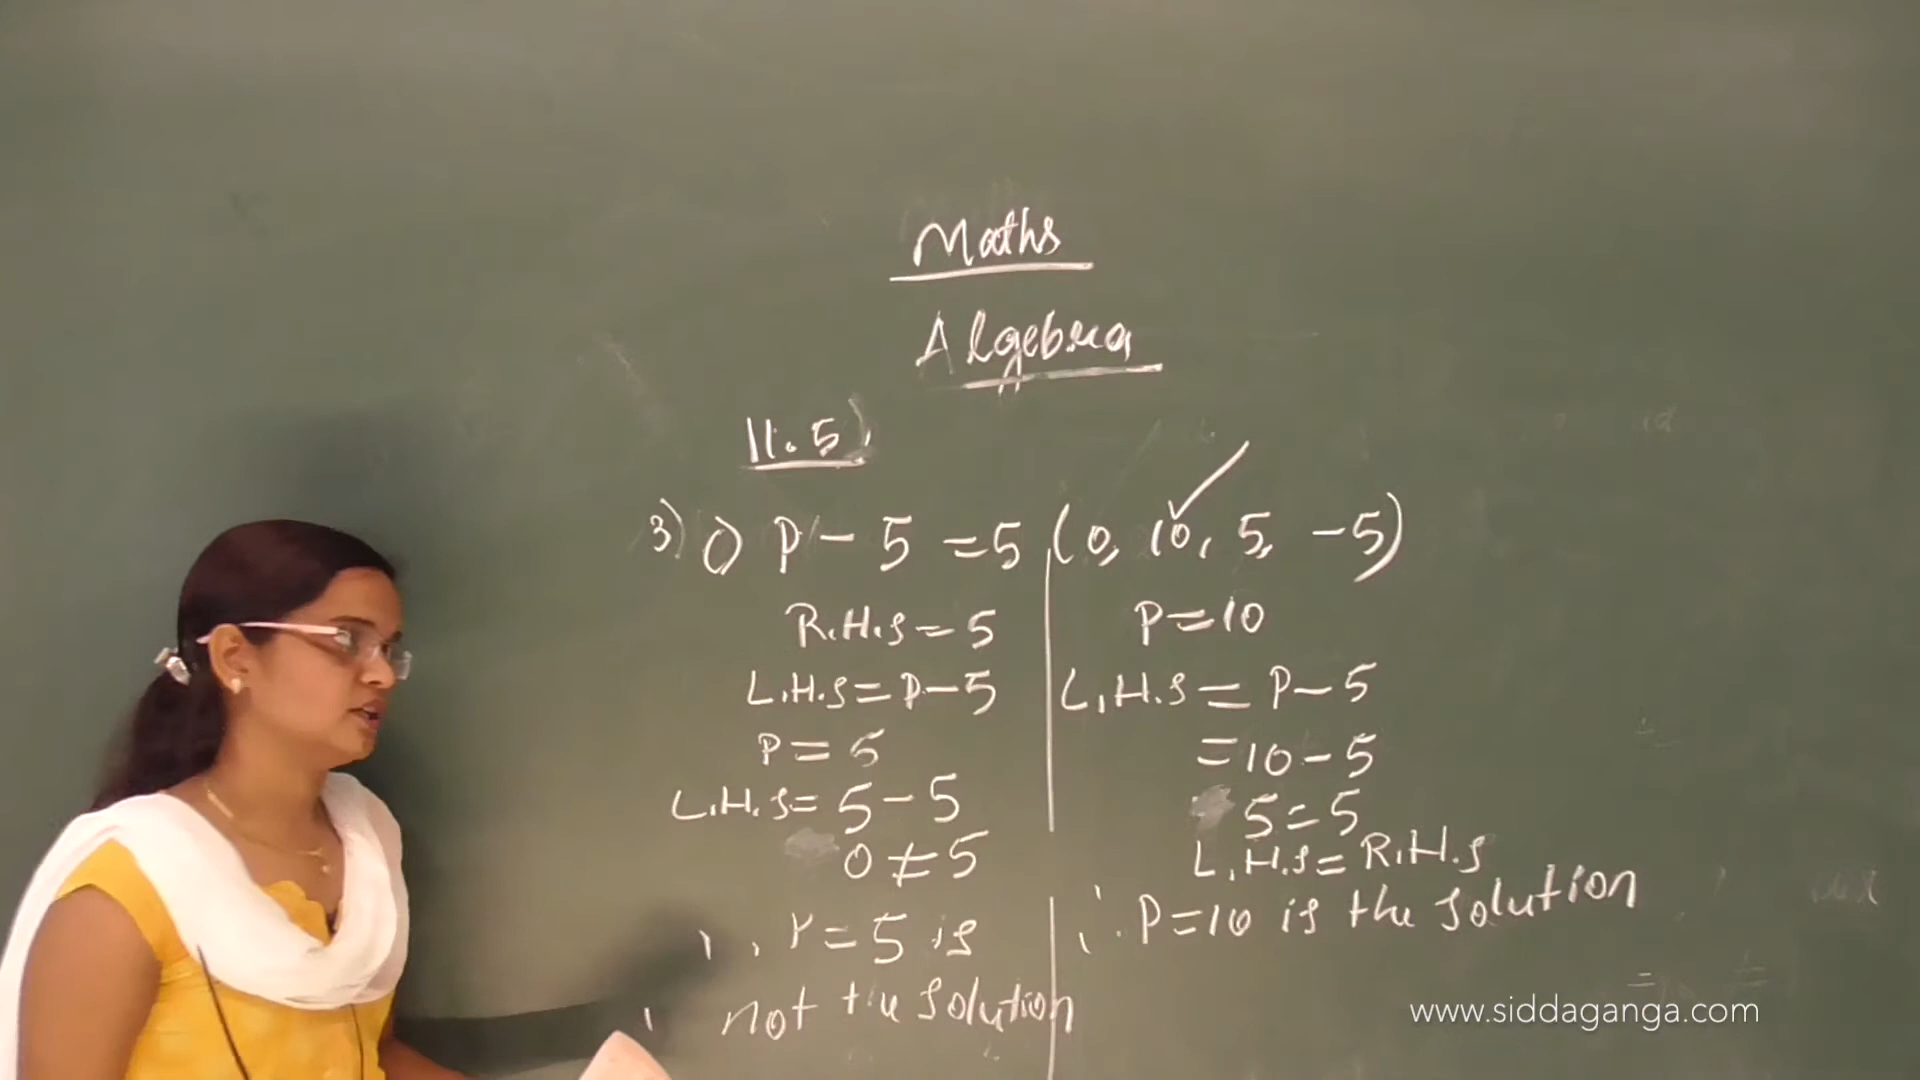 Maths
Algebra
11.5)
3) 1) P - 5 = 5 (0, 10, 5, -5)
R.H.S = 5
L.H.S = P - 5
P = 5
L.H.S = 5 - 5
0 ≠ 5
∴ P = 5 is
not the solution
P = 10
L.H.S = P - 5
= 10 - 5
5 = 5
L.H.S = R.H.S
∴ P = 10 is the solution
www.siddaganga.com